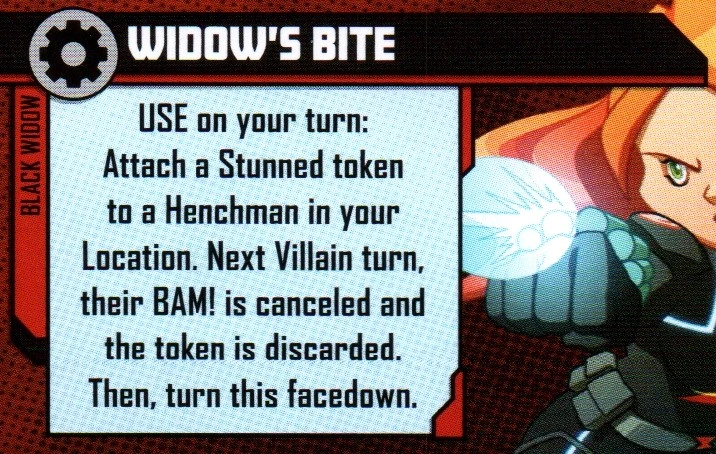 WIDOW'S BITE
BLACK WIDOW
USE on your turn:
Attach a Stunned token
to a Henchman in your
Location. Next Villain turn,
their BAM! is canceled and
the token is discarded.
Then, turn this facedown.